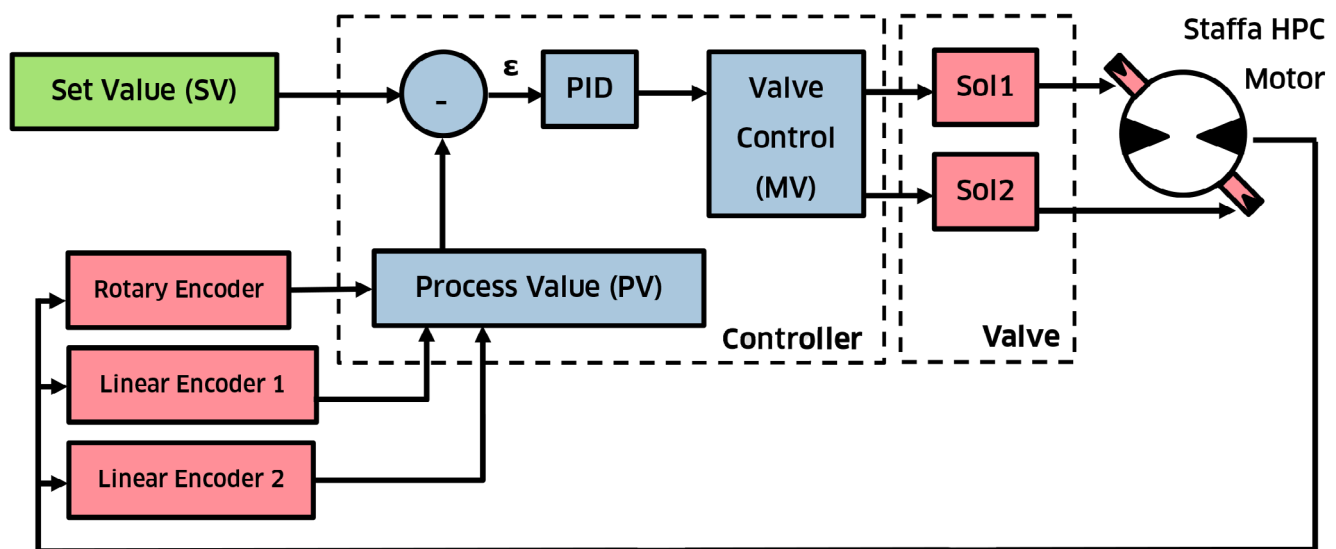 Staffa HPC
Motor
Set Value (SV)
-
ε
PID
Valve
Control
(MV)
Sol1
Sol2
Rotary Encoder
Process Value (PV)
Controller
Valve
Linear Encoder 1
Linear Encoder 2